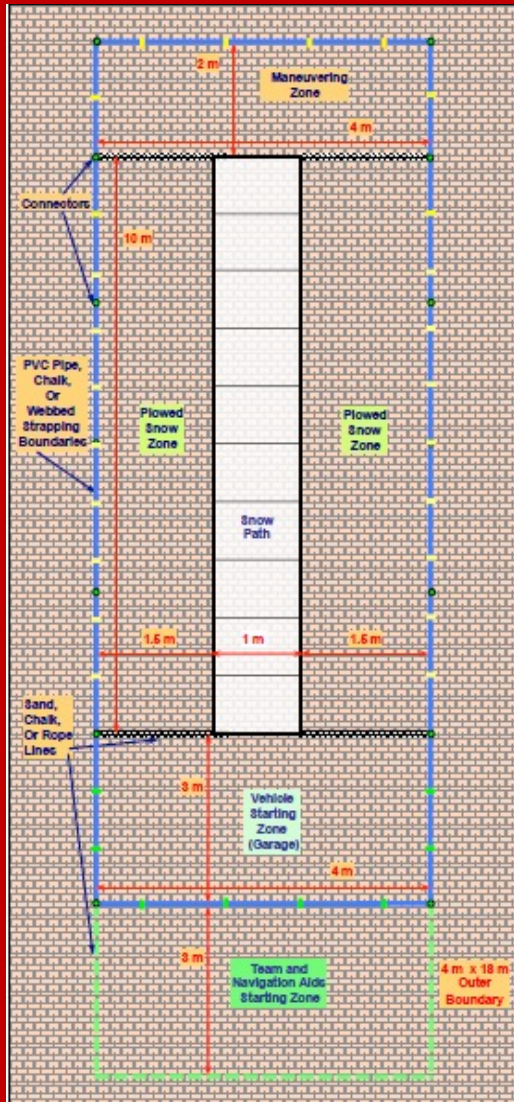 2 m
Maneuvering
Zone
4 m
Connectors
10 m
PVC Pipe,
Chalk,
Or
Webbed
Strapping
Boundaries
Plowed
Snow
Zone
Plowed
Snow
Zone
Snow
Path
1.5 m
1 m
1.5 m
Sand,
Chalk,
Or Rope
Lines
3 m
Vehicle
Starting
Zone
(Garage)
4 m
3 m
Team and
Navigation Aids
Starting Zone
4 m x 18 m
Outer
Boundary